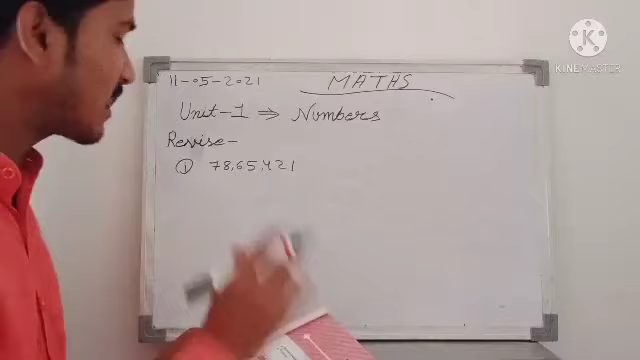 11-05-2021 MATHS
Unit-1 ⇒ Numbers
Revise-
① 78,65,421
KINEMASTER